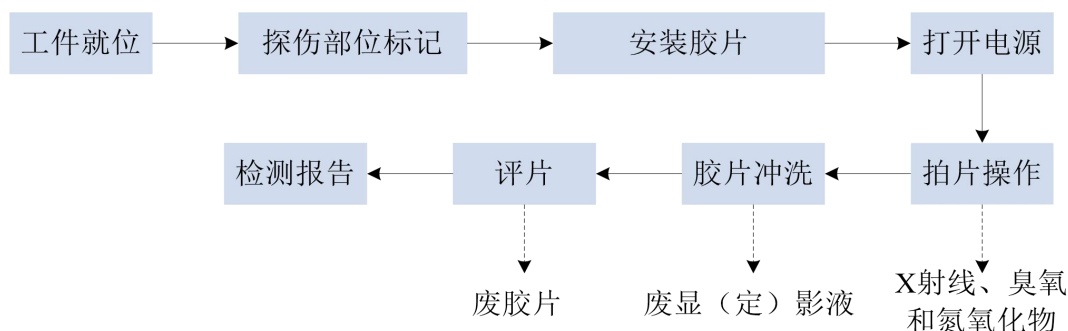 工件就位
探伤部位标记
安装胶片
打开电源
检测报告
评片
胶片冲洗
拍片操作
废胶片
废显（定）影液
X射线、臭氧
和氮氧化物